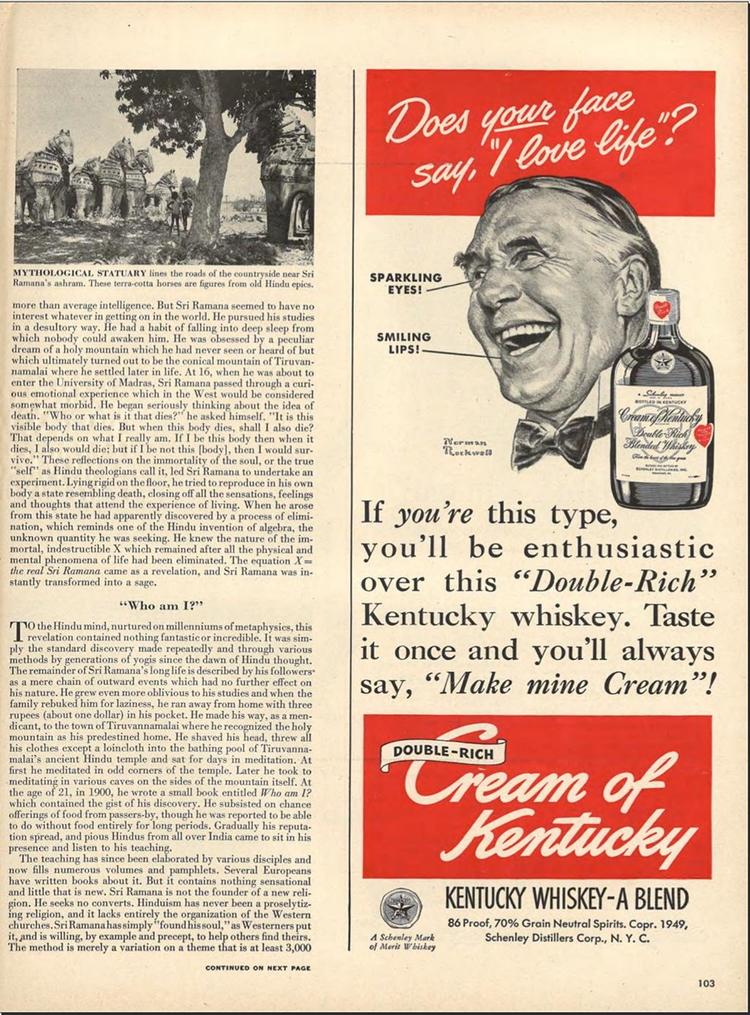 MYTHOLOGICAL STATUARY lines the roads of the countryside near Sri
Ramana's ashram. These terra-cotta horses are figures from old Hindu epics.
more than average intelligence. But Sri Ramana seemed to have no
interest whatever in getting on in the world. He pursued his studies
in a desultory way. He had a habit of falling into deep sleep from
which nobody could awaken him. He was obsessed by a peculiar
dream of a holy mountain which he had never seen or heard of but
which ultimately turned out to be the conical mountain of Tiruvan-
namalai where he settled later in life. At 16, when he was about to
enter the University of Madras, Sri Ramana passed through a curi-
ous emotional experience which in the West would be considered
somewhat morbid. He began seriously thinking about the idea of
death. "Who or what is it that dies?" he asked himself. "It is this
visible body that dies. But when this body dies, shall I also die?
That depends on what I really am. If I be this body then when it
dies, I also would die; but if I be not this [body], then I would sur-
vive." These reflections on the immortality of the soul, or the true
"self" as Hindu theologians call it, led Sri Ramana to undertake an
experiment. Lying rigid on the floor, he tried to reproduce in his own
body a state resembling death, closing off all the sensations, feelings
and thoughts that attend the experience of living. When he arose
from this state he had apparently discovered by a process of elimi-
nation, which reminds one of the Hindu invention of algebra, the
unknown quantity he was seeking. He knew the nature of the im-
mortal, indestructible X which remained after all the physical and
mental phenomena of life had been eliminated. The equation X=
the real Sri Ramana came as a revelation, and Sri Ramana was in-
stantly transformed into a sage.
"Who am I?"
TO the Hindu mind, nurtured on millenniums of metaphysics, this
revelation contained nothing fantastic or incredible. It was sim-
ply the standard discovery made repeatedly and through various
methods by generations of yogis since the dawn of Hindu thought.
The remainder of Sri Ramana's long life is described by his followers
as a mere chain of outward events which had no further effect on
his nature. He grew even more oblivious to his studies and when the
family rebuked him for laziness, he ran away from home with three
rupees (about one dollar) in his pocket. He made his way, as a men-
dicant, to the town of Tiruvannamalai where he recognized the holy
mountain as his predestined home. He shaved his head, threw all
his clothes except a loincloth into the bathing pool of Tiruvanna-
malai's ancient Hindu temple and sat for days in meditation. At
first he meditated in odd corners of the temple. Later he took to
meditating in various caves on the sides of the mountain itself. At
the age of 21, in 1900, he wrote a small book entitled Who am I?
which contained the gist of his discovery. He subsisted on chance
offerings of food from passers-by, though he was reported to be able
to do without food entirely for long periods. Gradually his reputa-
tion spread, and pious Hindus from all over India came to sit in his
presence and listen to his teaching.
The teaching has since been elaborated by various disciples and
now fills numerous volumes and pamphlets. Several Europeans
have written books about it. But it contains nothing sensational
and little that is new. Sri Ramana is not the founder of a new reli-
gion. He seeks no converts. Hinduism has never been a proselytiz-
ing religion, and it lacks entirely the organization of the Western
churches. Sri Ramana has simply "found his soul," as Westerners put
it, and is willing, by example and precept, to help others find theirs.
The method is merely a variation on a theme that is at least 3,000
CONTINUED ON NEXT PAGE
Does your face
say, "I love life"?
SPARKLING
EYES!
SMILING
LIPS!
Norman
Rockwell
BOTTLED IN KENTUCKY
Cream of Kentucky
Double-Rich
Blended Whiskey
SCHENLEY DISTILLERS, INC.
If you're this type,
you'll be enthusiastic
over this "Double-Rich"
Kentucky whiskey. Taste
it once and you'll always
say, "Make mine Cream"!
DOUBLE-RICH
Cream of
Kentucky
KENTUCKY WHISKEY-A BLEND
86 Proof, 70% Grain Neutral Spirits. Copr. 1949,
Schenley Distillers Corp., N. Y. C.
A Schenley Mark
of Merit Whiskey
103